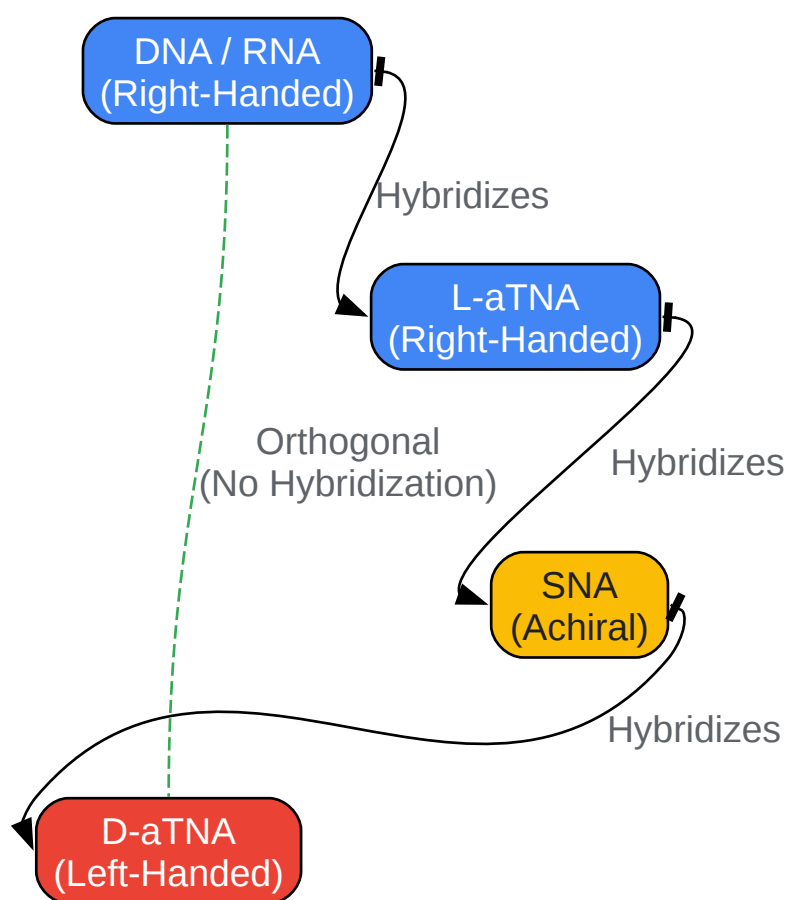 DNA / RNA
(Right-Handed)
Hybridizes
L-aTNA
(Right-Handed)
Orthogonal
(No Hybridization)
Hybridizes
SNA
(Achiral)
Hybridizes
D-aTNA
(Left-Handed)